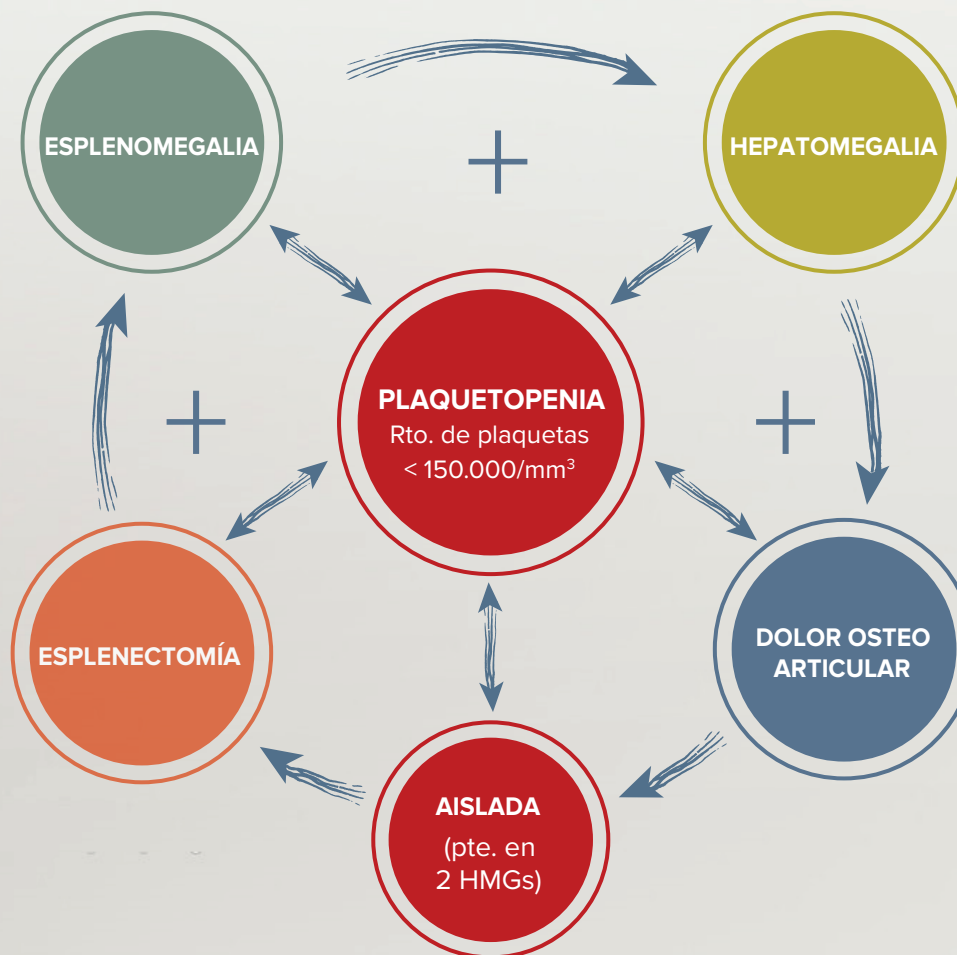 ESPLENOMEGALIA
+
HEPATOMEGALIA
PLAQUETOPENIA
Rto. de plaquetas
< 150.000/mm³
+
+
ESPLENECTOMÍA
DOLOR OSTEO
ARTICULAR
AISLADA
(pte. en
2 HMGs)